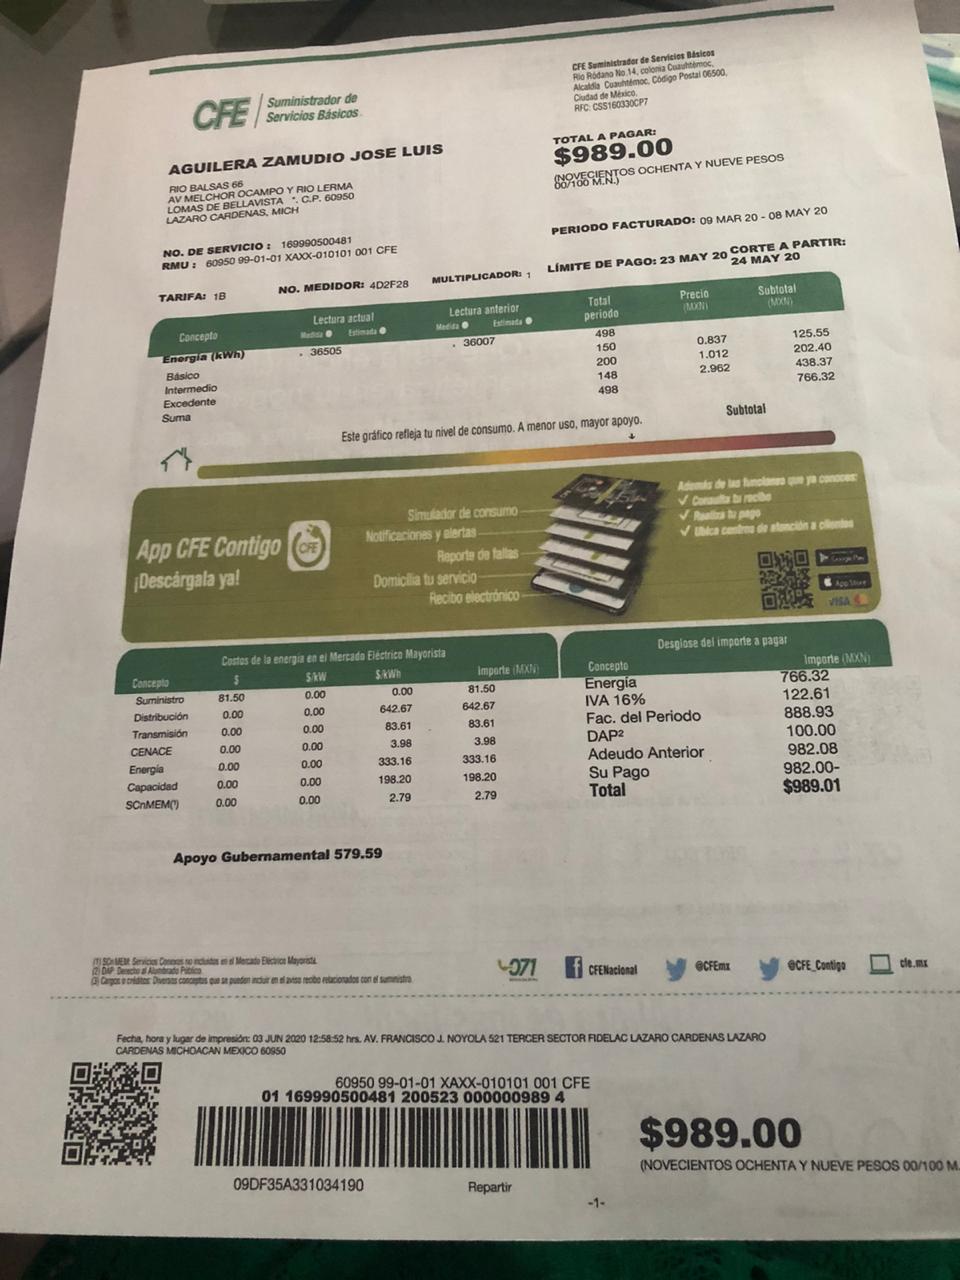 CFE Suministrador de Servicios Básicos
Río Ródano No.14, colonia Cuauhtémoc,
Alcaldía Cuauhtémoc, Código Postal 06500,
Ciudad de México.
RFC: CSS160330CP7
CFE Suministrador de
Servicios Básicos
AGUILERA ZAMUDIO JOSE LUIS
RIO BALSAS 66
AV MELCHOR OCAMPO Y RIO LERMA
LOMAS DE BELLAVISTA *. C.P. 60950
LAZARO CARDENAS, MICH
TOTAL A PAGAR:
$989.00
(NOVECIENTOS OCHENTA Y NUEVE PESOS
00/100 M.N.)
NO. DE SERVICIO : 169990500481
RMU : 60950 99-01-01 XAXX-010101 001 CFE
PERIODO FACTURADO: 09 MAR 20 - 08 MAY 20
TARIFA: 1B NO. MEDIDOR: 4D2F28 MULTIPLICADOR: 1 LÍMITE DE PAGO: 23 MAY 20 CORTE A PARTIR:
24 MAY 20
Concepto Lectura actual Lectura anterior Total periodo Precio (MXN) Subtotal (MXN)
Medida Estimada Medida Estimada
Energía (kWh) 36505 36007 498
Básico 150 0.837 125.55
Intermedio 200 1.012 202.40
Excedente 148 2.962 438.37
Suma 498 766.32
Subtotal
Este gráfico refleja tu nivel de consumo. A menor uso, mayor apoyo.
App CFE Contigo
¡Descárgala ya!
CFE
Simulador de consumo
Notificaciones y alertas
Reporte de fallas
Domicilia tu servicio
Recibo electrónico
Además de las funciones que ya conoces:
✓ Consulta tu recibo
✓ Realiza tu pago
✓ Ubica centros de atención a clientes
Google Play
App Store
VISA
Costos de la energía en el Mercado Eléctrico Mayorista
Concepto $ $/kW $/kWh Importe (MXN)
Suministro 81.50 0.00 0.00 81.50
Distribución 0.00 0.00 642.67 642.67
Transmisión 0.00 0.00 83.61 83.61
CENACE 0.00 0.00 3.98 3.98
Energía 0.00 0.00 333.16 333.16
Capacidad 0.00 0.00 198.20 198.20
SCnMEM(¹) 0.00 0.00 2.79 2.79
Desglose del importe a pagar
Concepto Importe (MXN)
Energía 766.32
IVA 16% 122.61
Fac. del Periodo 888.93
DAP² 100.00
Adeudo Anterior 982.08
Su Pago 982.00-
Total $989.01
Apoyo Gubernamental 579.59
(1) SCnMEM: Servicios Conexos no incluidos en el Mercado Eléctrico Mayorista.
(2) DAP: Derecho al Alumbrado Público.
(3) Cargos o créditos: Diversos conceptos que se pueden incluir en el aviso recibo relacionados con el suministro.
071 CFENacional @CFEmx @CFE_Contigo cfe.mx
Fecha, hora y lugar de impresión: 03 JUN 2020 12:58:52 hrs. AV. FRANCISCO J. NOYOLA 521 TERCER SECTOR FIDELAC LAZARO CARDENAS LAZARO
CARDENAS MICHOACAN MEXICO 60950
60950 99-01-01 XAXX-010101 001 CFE
01 169990500481 200523 000000989 4
$989.00
(NOVECIENTOS OCHENTA Y NUEVE PESOS 00/100 M.
09DF35A331034190 Repartir
-1-